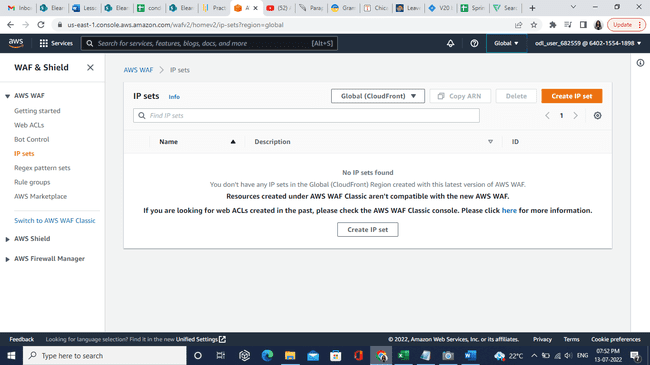 Inbo
Elear
Lesso
Elear
Elear
conc
Elear
Pract
A
(52)
Para
Gran
Chica
Leav
V20
Sprin
Sear
us-east-1.console.aws.amazon.com/wafv2/homev2/ip-sets?region=global
Update
aws
Services
Search for services, features, blogs, docs, and more
[Alt+S]
Global
odl_user_682559 @ 6402-1554-1898
WAF & Shield
AWS WAF
Getting started
Web ACLs
Bot Control
IP sets
Regex pattern sets
Rule groups
AWS Marketplace
Switch to AWS WAF Classic
AWS Shield
AWS Firewall Manager
AWS WAF > IP sets
IP sets Info
Global (CloudFront)
Copy ARN
Delete
Create IP set
Find IP sets
1
Name
Description
ID
No IP sets found
You don't have any IP sets in the Global (CloudFront) Region created with this latest version of AWS WAF.
Resources created under AWS WAF Classic aren't compatible with the new AWS WAF.
If you are looking for web ACLs created in the past, please check the AWS WAF Classic console. Please click here for more information.
Create IP set
Feedback
Looking for language selection? Find it in the new Unified Settings
© 2022, Amazon Web Services, Inc. or its affiliates.
Privacy
Terms
Cookie preferences
Type here to search
22°C
ENG
07:52 PM
13-07-2022